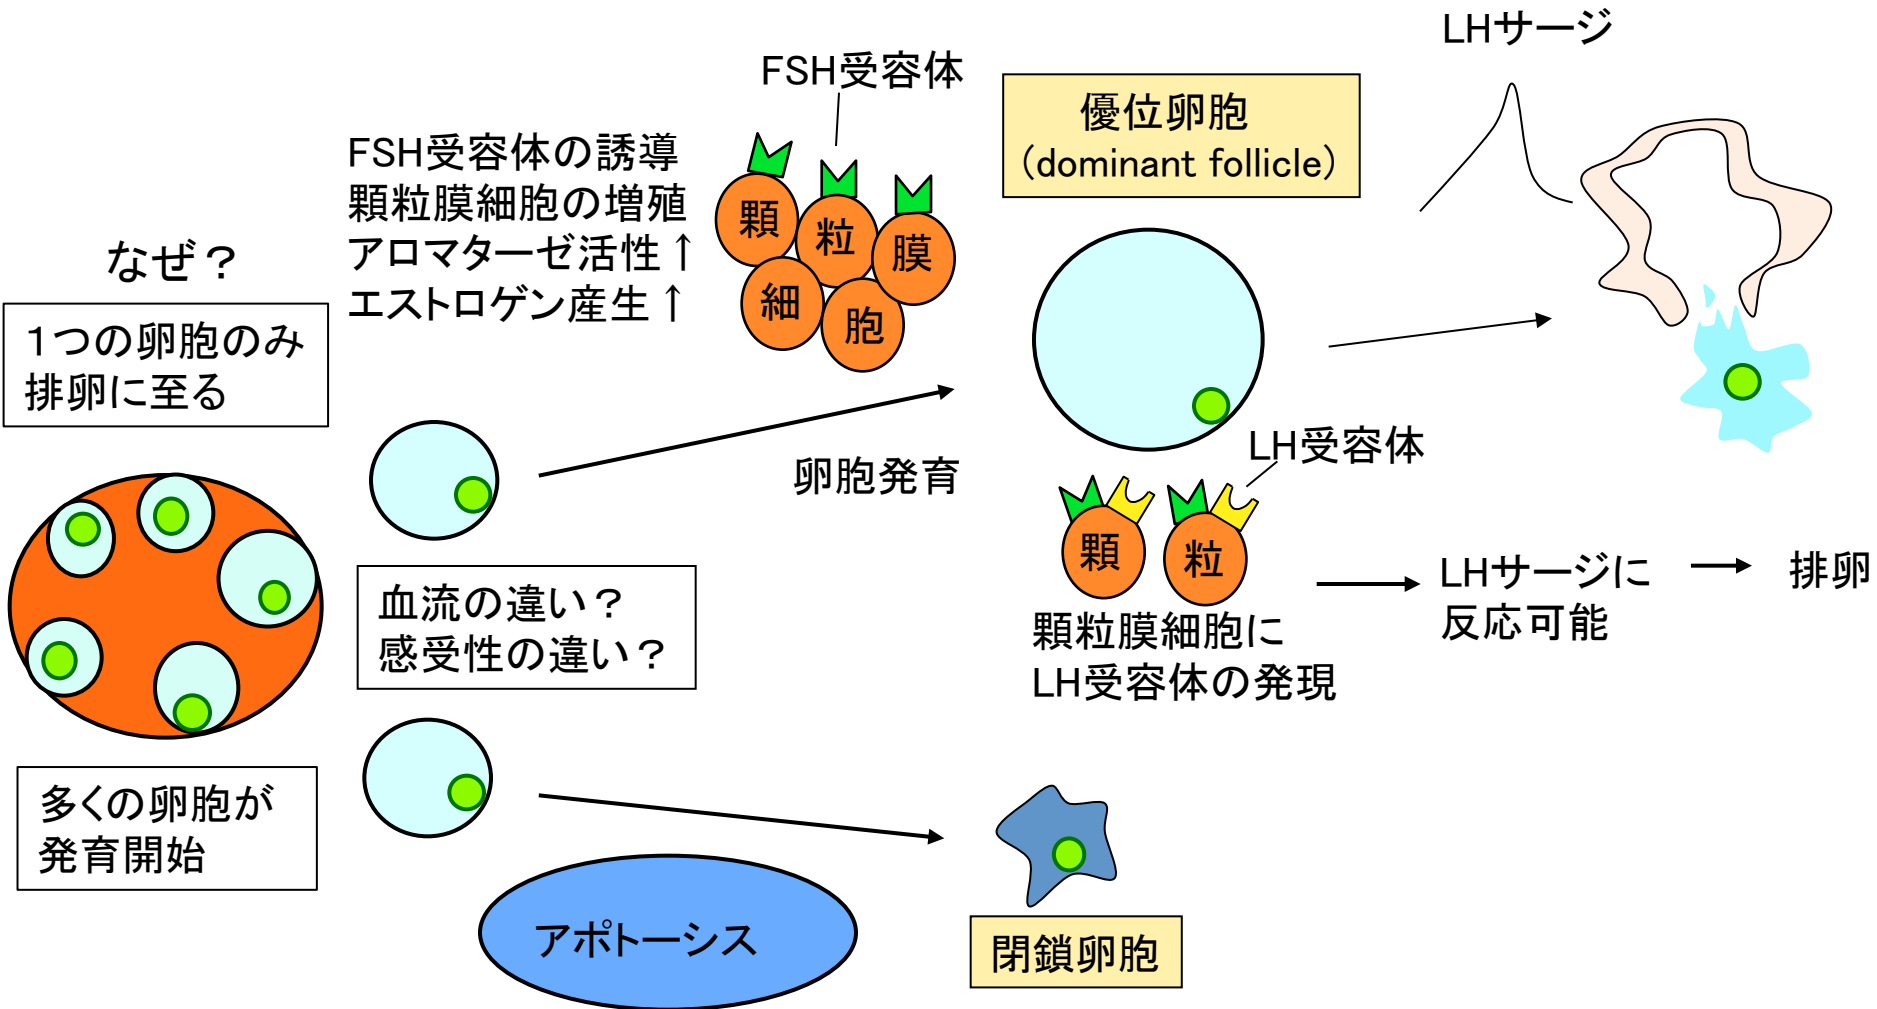 なぜ？
１つの卵胞のみ
排卵に至る
多くの卵胞が
発育開始
FSH受容体の誘導
顆粒膜細胞の増殖
アロマターゼ活性↑
エストロゲン産生↑
FSH受容体
顆
粒
膜
細
胞
血流の違い？
感受性の違い？
卵胞発育
アポトーシス
優位卵胞
（dominant follicle）
LH受容体
顆
粒
顆粒膜細胞に
LH受容体の発現
閉鎖卵胞
LHサージ
LHサージに
反応可能
排卵